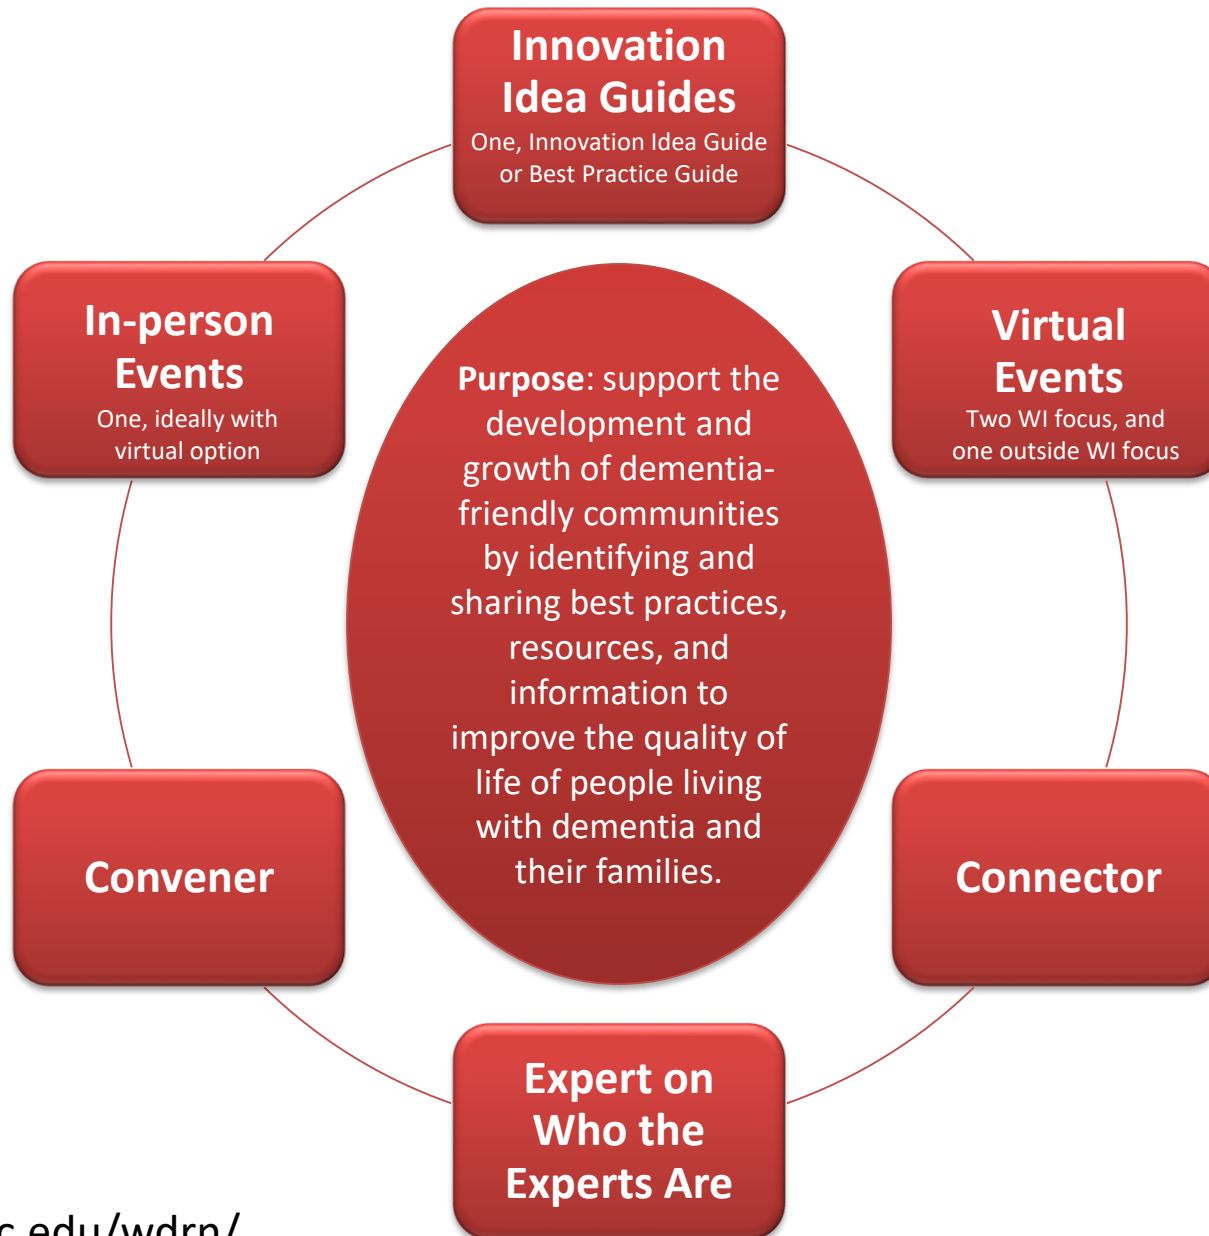 Innovation
Idea Guides
One, Innovation Idea Guide
or Best Practice Guide
In-person
Events
One, ideally with
virtual option
Virtual
Events
Two WI focus, and
one outside WI focus
Purpose: support the
development and
growth of dementia-
friendly communities
by identifying and
sharing best practices,
resources, and
information to
improve the quality of
life of people living
with dementia and
their families.
Convener
Connector
Expert on
Who the
Experts Are
c.edu/wdrn/